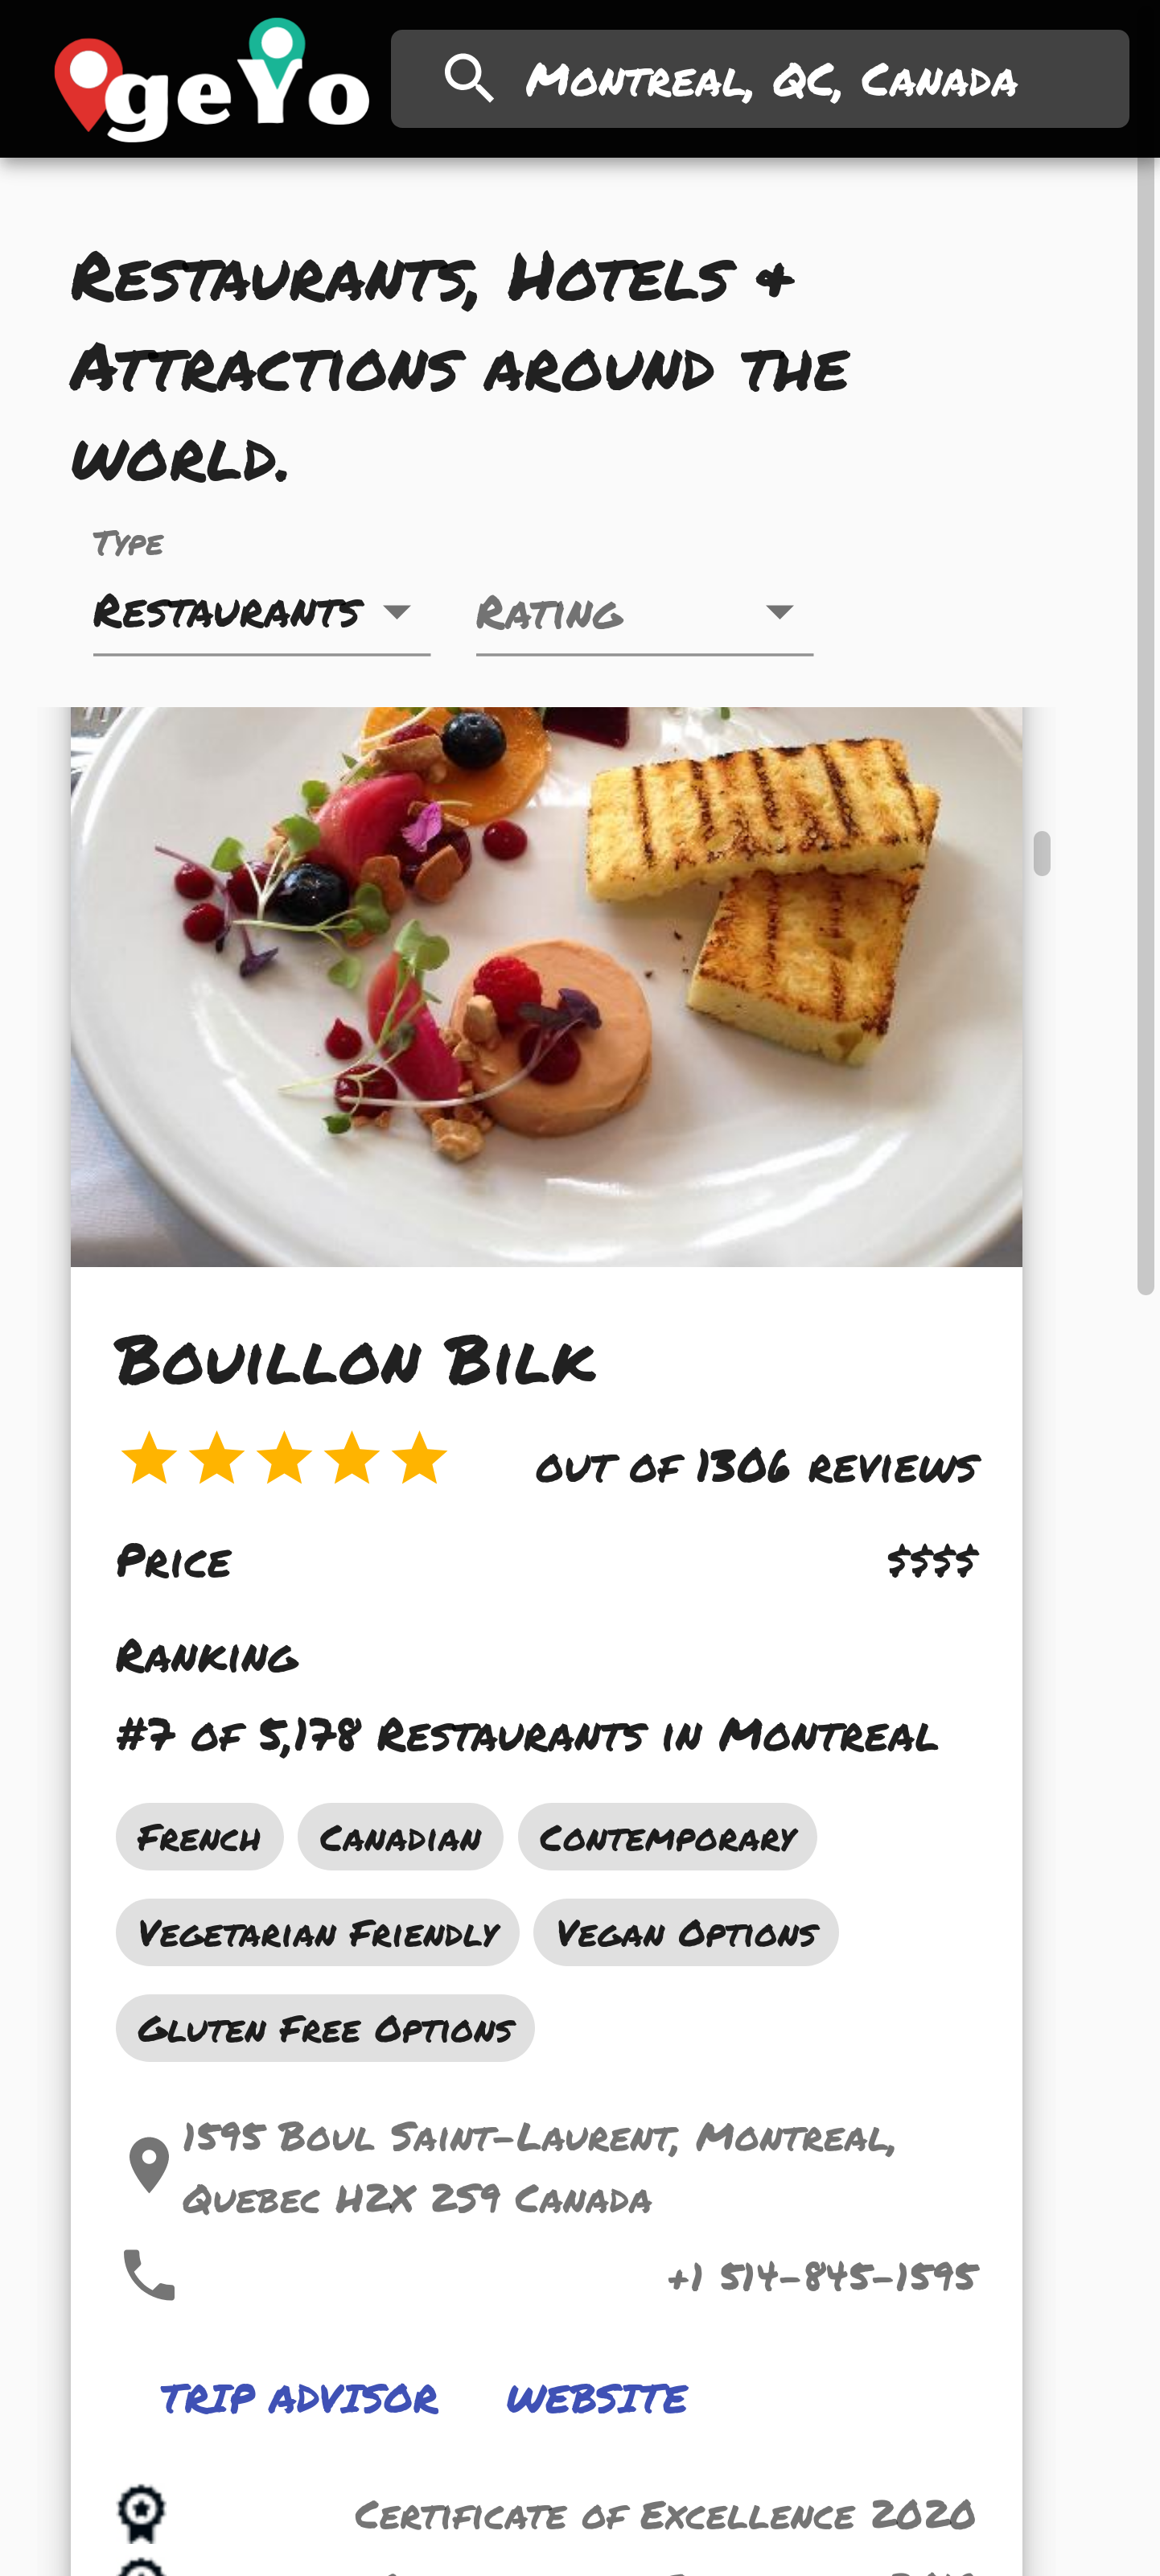 geYo
Montreal, QC, Canada
Restaurants, Hotels &
Attractions around the
world.
Type
Restaurants
Rating
Bouillon Bilk
out of 1306 reviews
Price
$$$$
Ranking
#7 of 5,178 Restaurants in Montreal
French
Canadian
Contemporary
Vegetarian Friendly
Vegan Options
Gluten Free Options
1595 Boul Saint-Laurent, Montreal,
Quebec H2X 2S9 Canada
+1 514-845-1595
TRIP ADVISOR
WEBSITE
Certificate of Excellence 2020